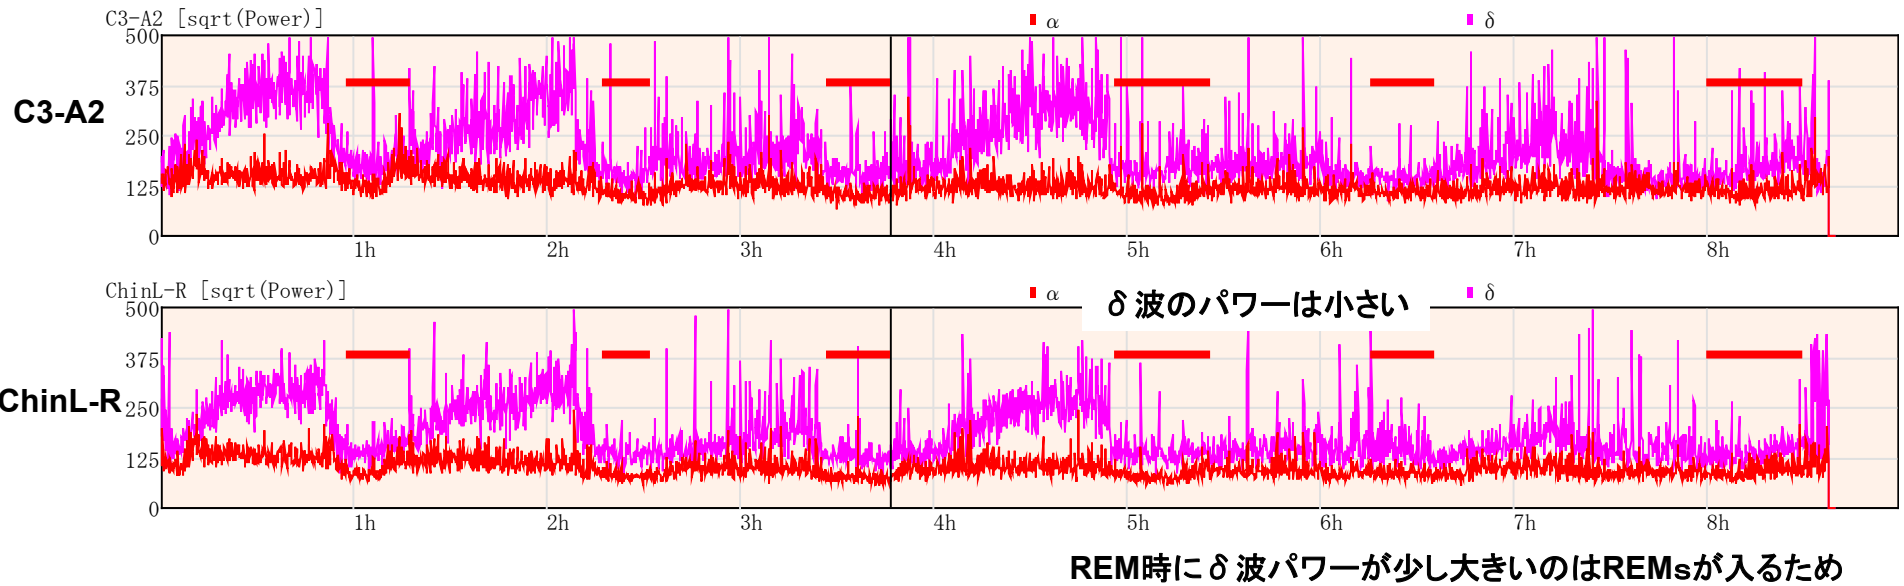 C3-A2 [sqrt(Power)]
α
δ
500
375
C3-A2
250
125
0
1h
2h
3h
4h
5h
6h
7h
8h
ChinL-R [sqrt(Power)]
α
δ波のパワーは小さい
δ
500
375
ChinL-R
250
125
0
1h
2h
3h
4h
5h
6h
7h
8h
REM時にδ波パワーが少し大きいのはREMsが入るため